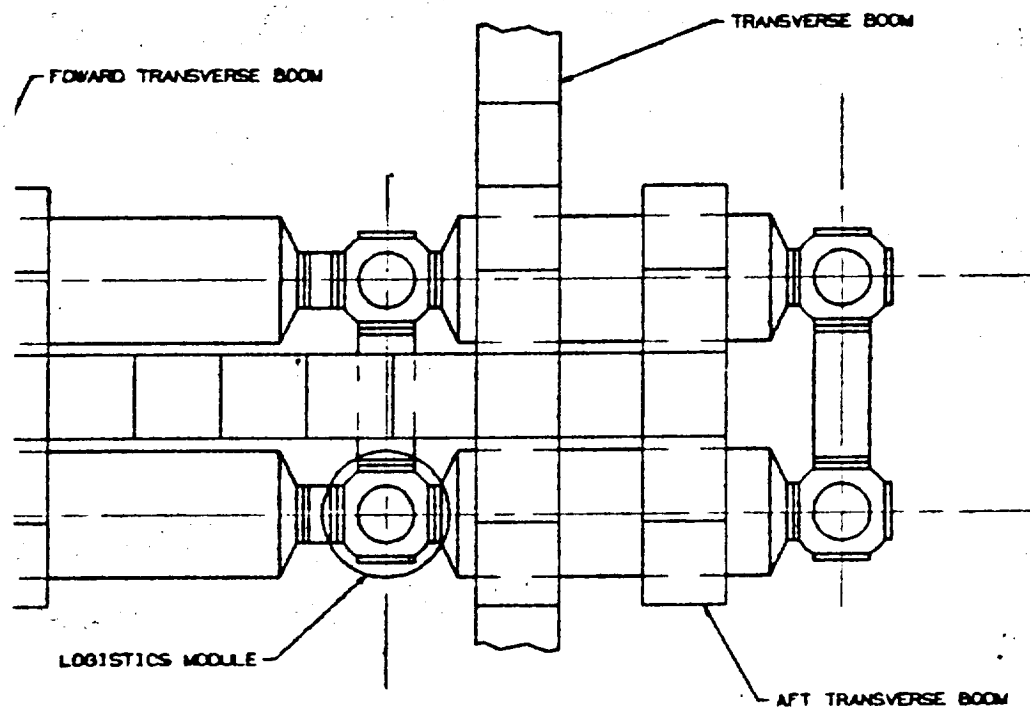 TRANSVERSE BOOM
FOWARD TRANSVERSE BOOM
LOGISTICS MODULE
AFT TRANSVERSE BOOM